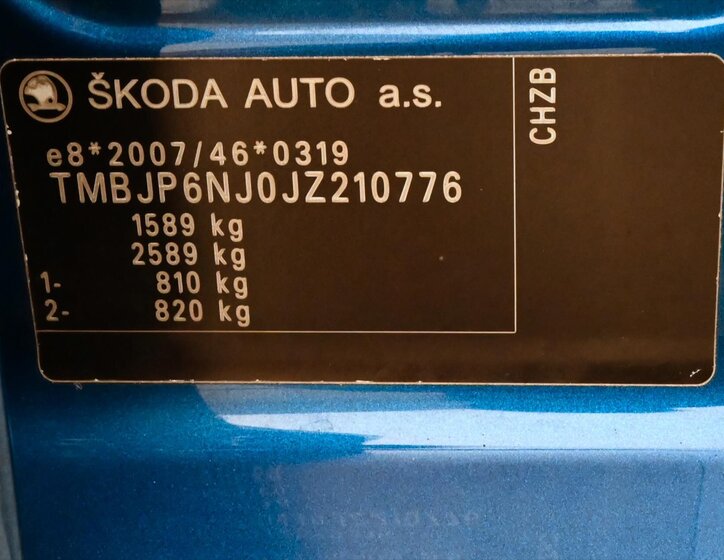 ŠKODA AUTO a.s.
e8*2007/46*0319
TMBJP6NJ0JZ210776
1589 kg
2589 kg
1- 810 kg
2- 820 kg
CHZB